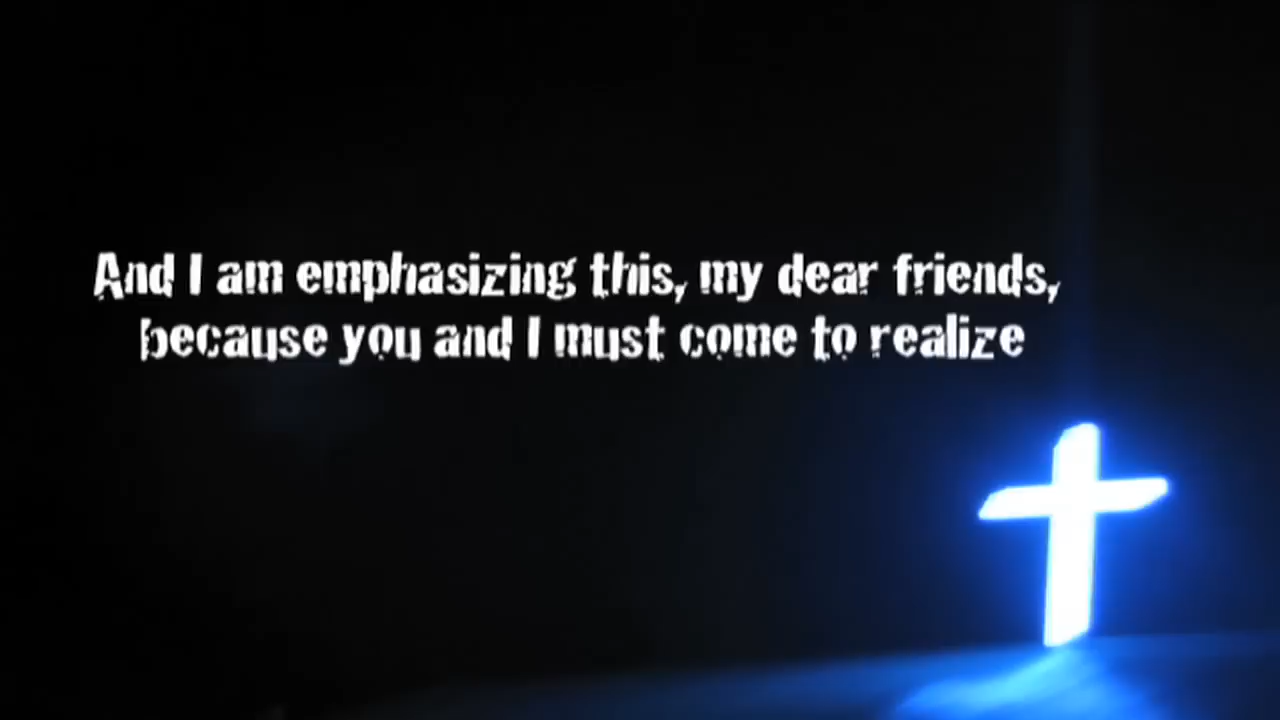 And I am emphasizing this, my dear friends,
because you and I must come to realize